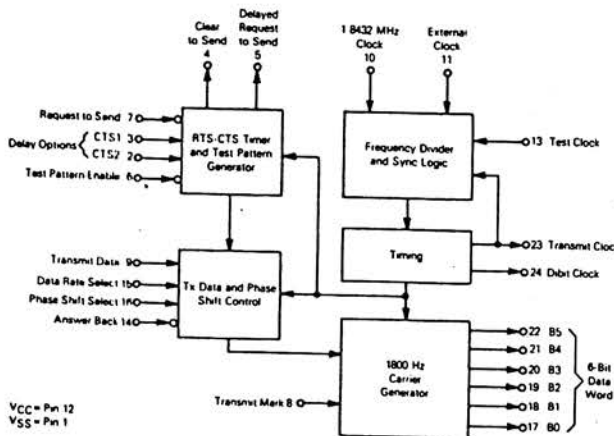 Clear
to Send
4
Delayed
Request
to Send
5
1 8432 MHz
Clock
10
External
Clock
11
Request to Send 7
Delay Options
CTS1 3
CTS2 2
Test Pattern Enable 6
RTS-CTS Timer
and Test Pattern
Generator
Frequency Divider
and Sync Logic
13 Test Clock
Transmit Data 9
Data Rate Select 15
Phase Shift Select 16
Answer Back 14
Tx Data and Phase
Shift Control
Timing
23 Transmit Cloc
24 Dibit Clock
1800 Hz
Carrier
Generator
Transmit Mark 8
22 B5
21 B4
20 B3
19 B2
18 B1
17 B0
6-Bit
Data
Word
VCC = Pin 12
VSS = Pin 1